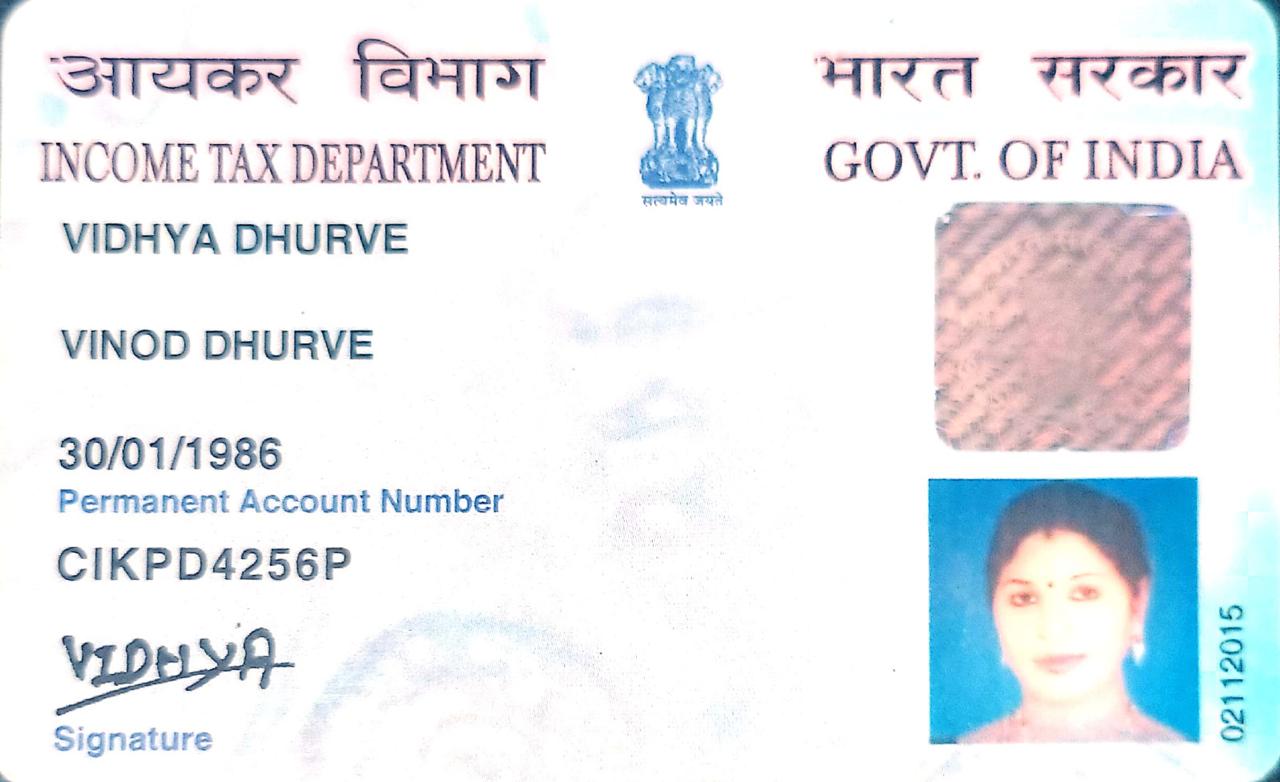 आयकर विभाग
INCOME TAX DEPARTMENT
सत्यमेव जयते
भारत सरकार
GOVT. OF INDIA
VIDHYA DHURVE
VINOD DHURVE
30/01/1986
Permanent Account Number
CIKPD4256P
VIDHYA
Signature
02112015